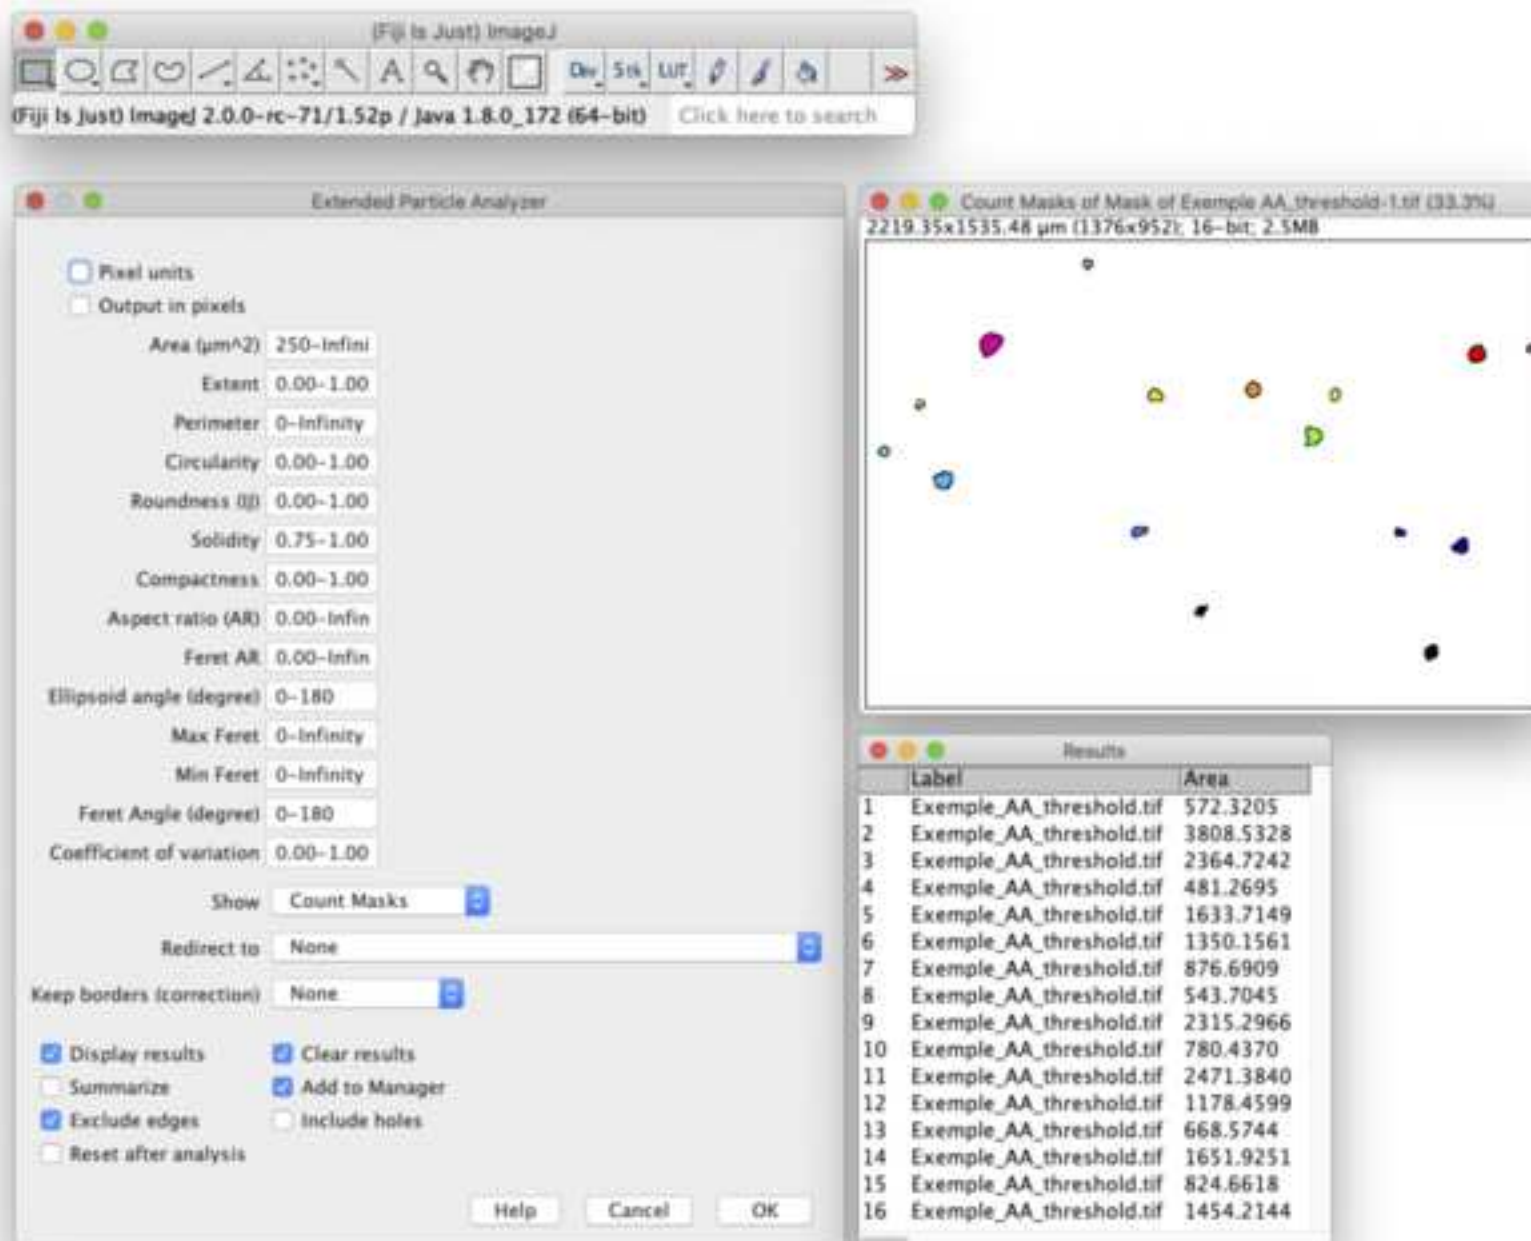 (Fiji Is Just) ImageJ
Dev Stk LUT
(Fiji Is Just) ImageJ 2.0.0-rc-71/1.52p / Java 1.8.0_172 (64-bit) Click here to search
Extended Particle Analyzer
Pixel units
Output in pixels
Area (µm^2) 250-Infini
Extent 0.00-1.00
Perimeter 0-Infinity
Circularity 0.00-1.00
Roundness (IJ) 0.00-1.00
Solidity 0.75-1.00
Compactness 0.00-1.00
Aspect ratio (AR) 0.00-Infin
Feret AR 0.00-Infin
Ellipsoid angle (degree) 0-180
Max Feret 0-Infinity
Min Feret 0-Infinity
Feret Angle (degree) 0-180
Coefficient of variation 0.00-1.00
Show Count Masks
Redirect to None
Keep borders (correction) None
Display results Clear results
Summarize Add to Manager
Exclude edges Include holes
Reset after analysis
Help Cancel OK
Count Masks of Mask of Exemple AA_threshold-1.tif (33.3%)
2219.35x1535.48 µm (1376x952); 16-bit; 2.5MB
Results
Label Area
1 Exemple_AA_threshold.tif 572.3205
2 Exemple_AA_threshold.tif 3808.5328
3 Exemple_AA_threshold.tif 2364.7242
4 Exemple_AA_threshold.tif 481.2695
5 Exemple_AA_threshold.tif 1633.7149
6 Exemple_AA_threshold.tif 1350.1561
7 Exemple_AA_threshold.tif 876.6909
8 Exemple_AA_threshold.tif 543.7045
9 Exemple_AA_threshold.tif 2315.2966
10 Exemple_AA_threshold.tif 780.4370
11 Exemple_AA_threshold.tif 2471.3840
12 Exemple_AA_threshold.tif 1178.4599
13 Exemple_AA_threshold.tif 668.5744
14 Exemple_AA_threshold.tif 1651.9251
15 Exemple_AA_threshold.tif 824.6618
16 Exemple_AA_threshold.tif 1454.2144